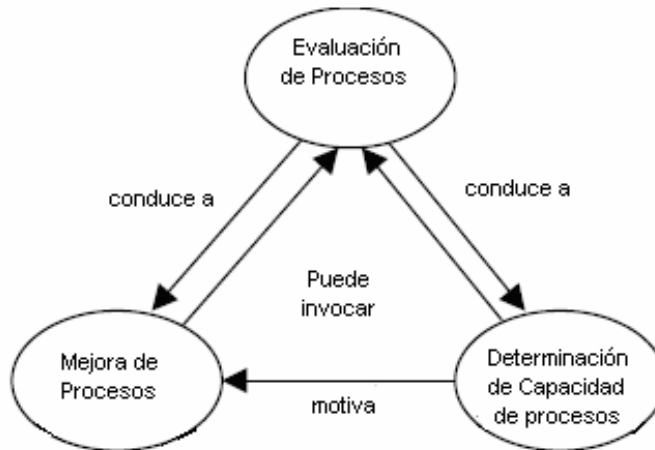 Evaluación
de Procesos
conduce a
conduce a
Puede
invocar
Mejora de
Procesos
Determinación
de Capacidad
de procesos
motiva